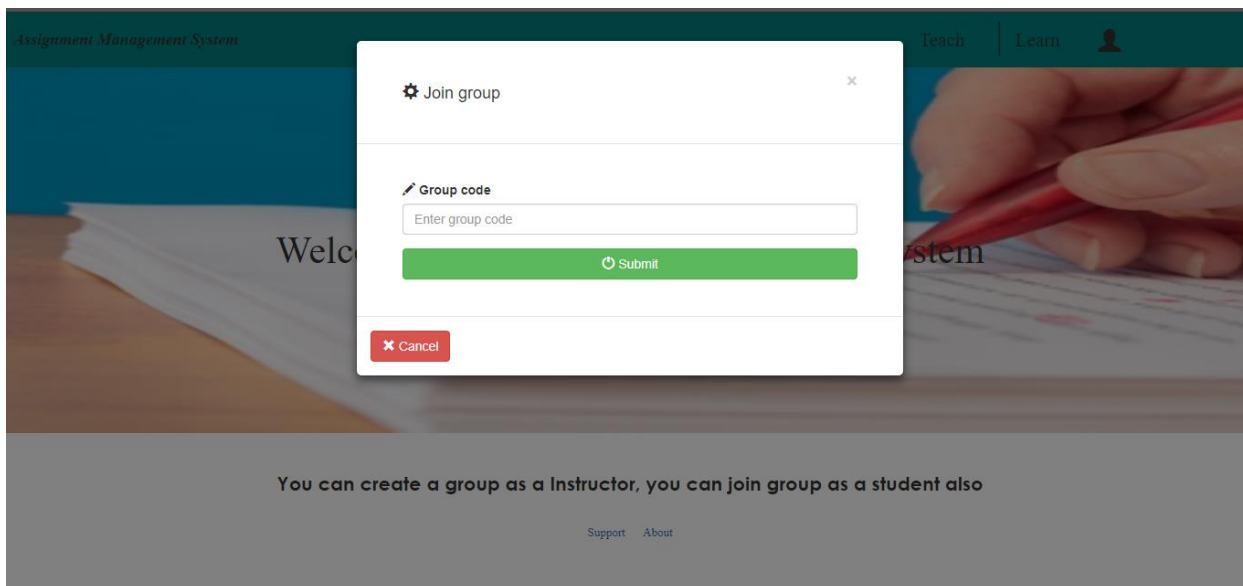 Assignment Management System
Teach Learn
Join group
×
Group code
Enter group code
Welc ystem
Submit
Cancel
You can create a group as a Instructor, you can join group as a student also
Support About